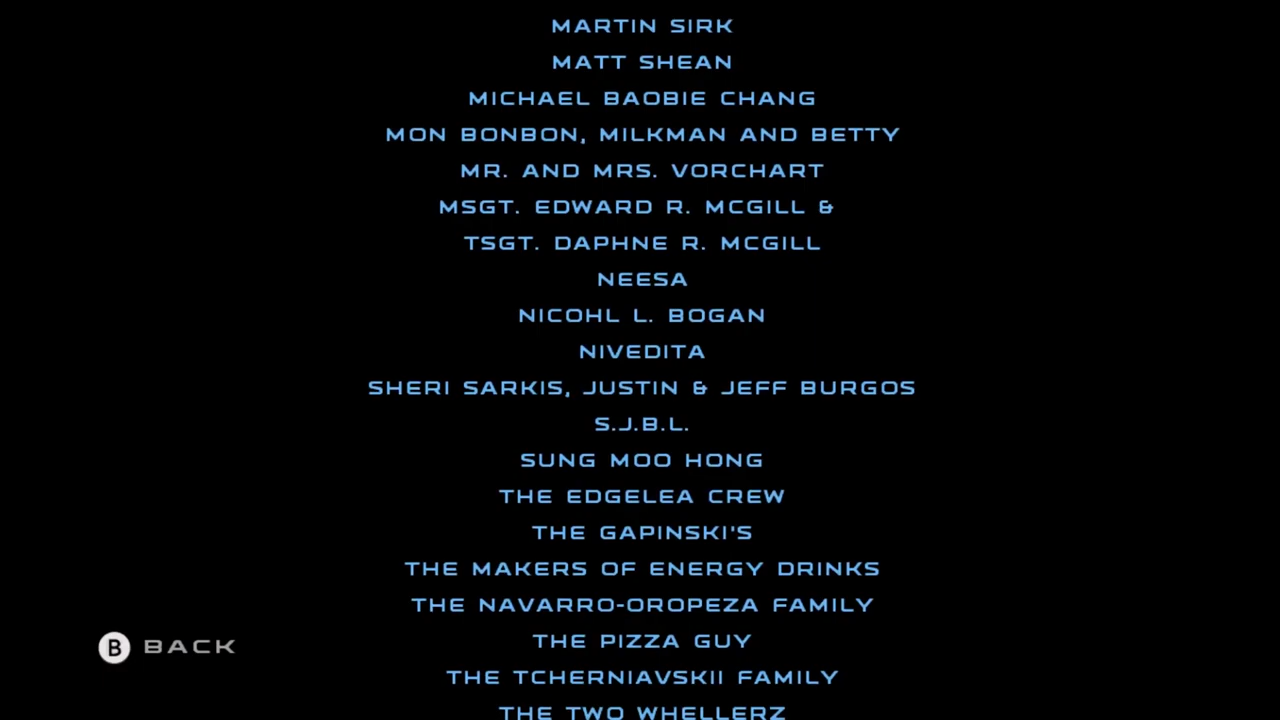 MARTIN SIRK
MATT SHEAN
MICHAEL BAOBIE CHANG
MON BONBON, MILKMAN AND BETTY
MR. AND MRS. VORCHART
MSGT. EDWARD R. MCGILL &
TSGT. DAPHNE R. MCGILL
NEESA
NICOHL L. BOGAN
NIVEDITA
SHERI SARKIS, JUSTIN & JEFF BURGOS
S.J.B.L.
SUNG MOO HONG
THE EDGELEA CREW
THE GAPINSKI'S
THE MAKERS OF ENERGY DRINKS
THE NAVARRO-OROPEZA FAMILY
THE PIZZA GUY
B BACK
THE TCHERNIAVSKII FAMILY
THE TWO WHELLERZ